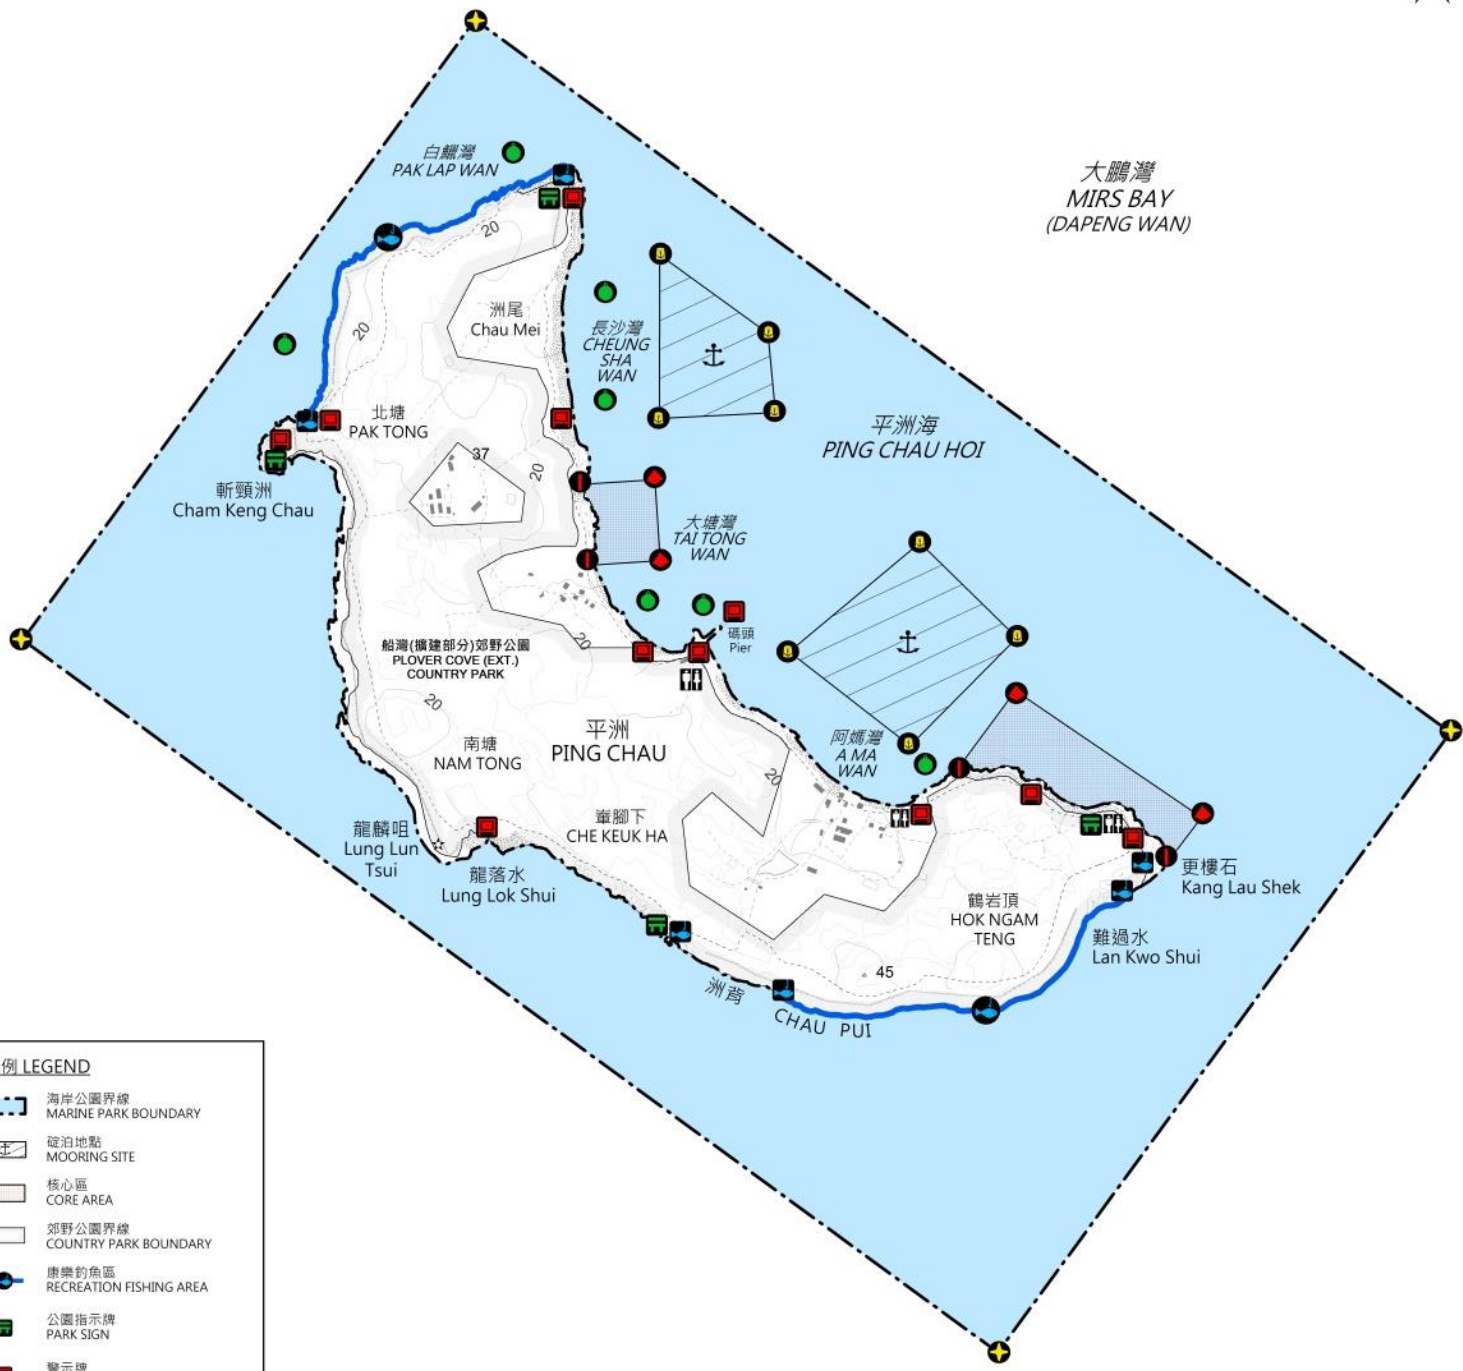 白鱲灣
PAK LAP WAN
大鵬灣
MIRS BAY
(DAPENG WAN)
20
洲尾
Chau Mei
20
長沙灣
CHEUNG
SHA
WAN
北塘
PAK TONG
平洲海
PING CHAU HOI
37
20
斬頸洲
Cham Keng Chau
大塘灣
TAI TONG
WAN
碼頭
Pier
船灣(擴建部分)郊野公園
PLOVER COVE (EXT.)
COUNTRY PARK
20
20
平洲
PING CHAU
南塘
NAM TONG
阿媽灣
A MA
WAN
20
龍麟咀
Lung Lun
Tsui
輋腳下
CHE KEUK HA
龍落水
Lung Lok Shui
更樓石
Kang Lau Shek
鶴岩頂
HOK NGAM
TENG
難過水
Lan Kwo Shui
45
洲背
CHAU PUI
例 LEGEND
海岸公園界線
MARINE PARK BOUNDARY
碇泊地點
MOORING SITE
核心區
CORE AREA
郊野公園界線
COUNTRY PARK BOUNDARY
康樂釣魚區
RECREATION FISHING AREA
公園指示牌
PARK SIGN
警示牌